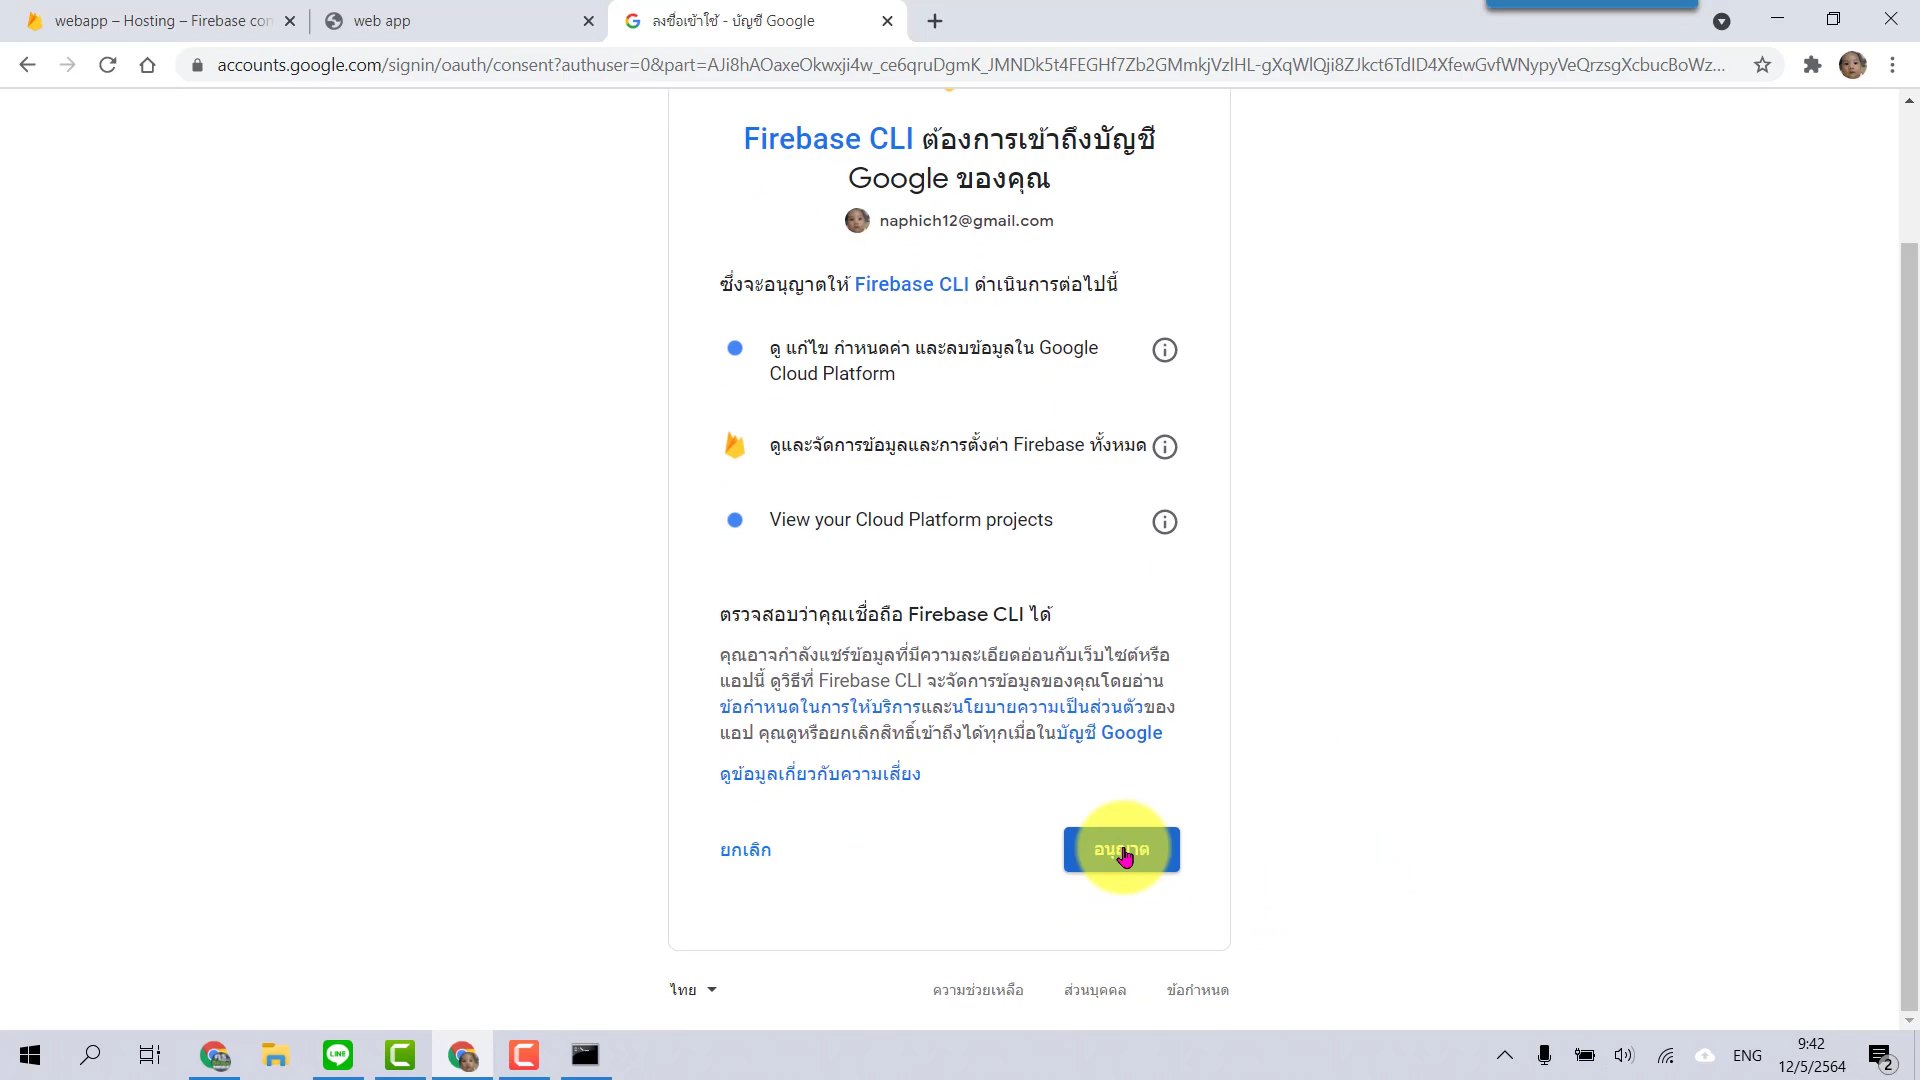 webapp – Hosting – Firebase con
web app
ลงชื่อเข้าใช้ - บัญชี Google
accounts.google.com/signin/oauth/consent?authuser=0&part=AJi8hAOaxeOkwxji4w_ce6qruDgmK_JMNDk5t4FEGHf7Zb2GMmkjVzlHL-gXqWlQji8ZJkct6TdID4XfewGvfWNypyVeQrzsgXcbucBoWz...
Firebase CLI ต้องการเข้าถึงบัญชี
Google ของคุณ
naphich12@gmail.com
ซึ่งจะอนุญาตให้ Firebase CLI ดำเนินการต่อไปนี้
ดู แก้ไข กำหนดค่า และลบข้อมูลใน Google
Cloud Platform
ดูและจัดการข้อมูลและการตั้งค่า Firebase ทั้งหมด
View your Cloud Platform projects
ตรวจสอบว่าคุณเชื่อถือ Firebase CLI ได้
คุณอาจกำลังแชร์ข้อมูลที่มีความละเอียดอ่อนกับเว็บไซต์หรือ
แอปนี้ ดูวิธีที่ Firebase CLI จะจัดการข้อมูลของคุณโดยอ่าน
ข้อกำหนดในการให้บริการและนโยบายความเป็นส่วนตัวของ
แอป คุณดูหรือยกเลิกสิทธิ์เข้าถึงได้ทุกเมื่อในบัญชี Google
ดูข้อมูลเกี่ยวกับความเสี่ยง
ยกเลิก
อนุญาต
ไทย
ความช่วยเหลือ
ส่วนบุคคล
ข้อกำหนด
LINE
ENG
9:42
12/5/2564
2